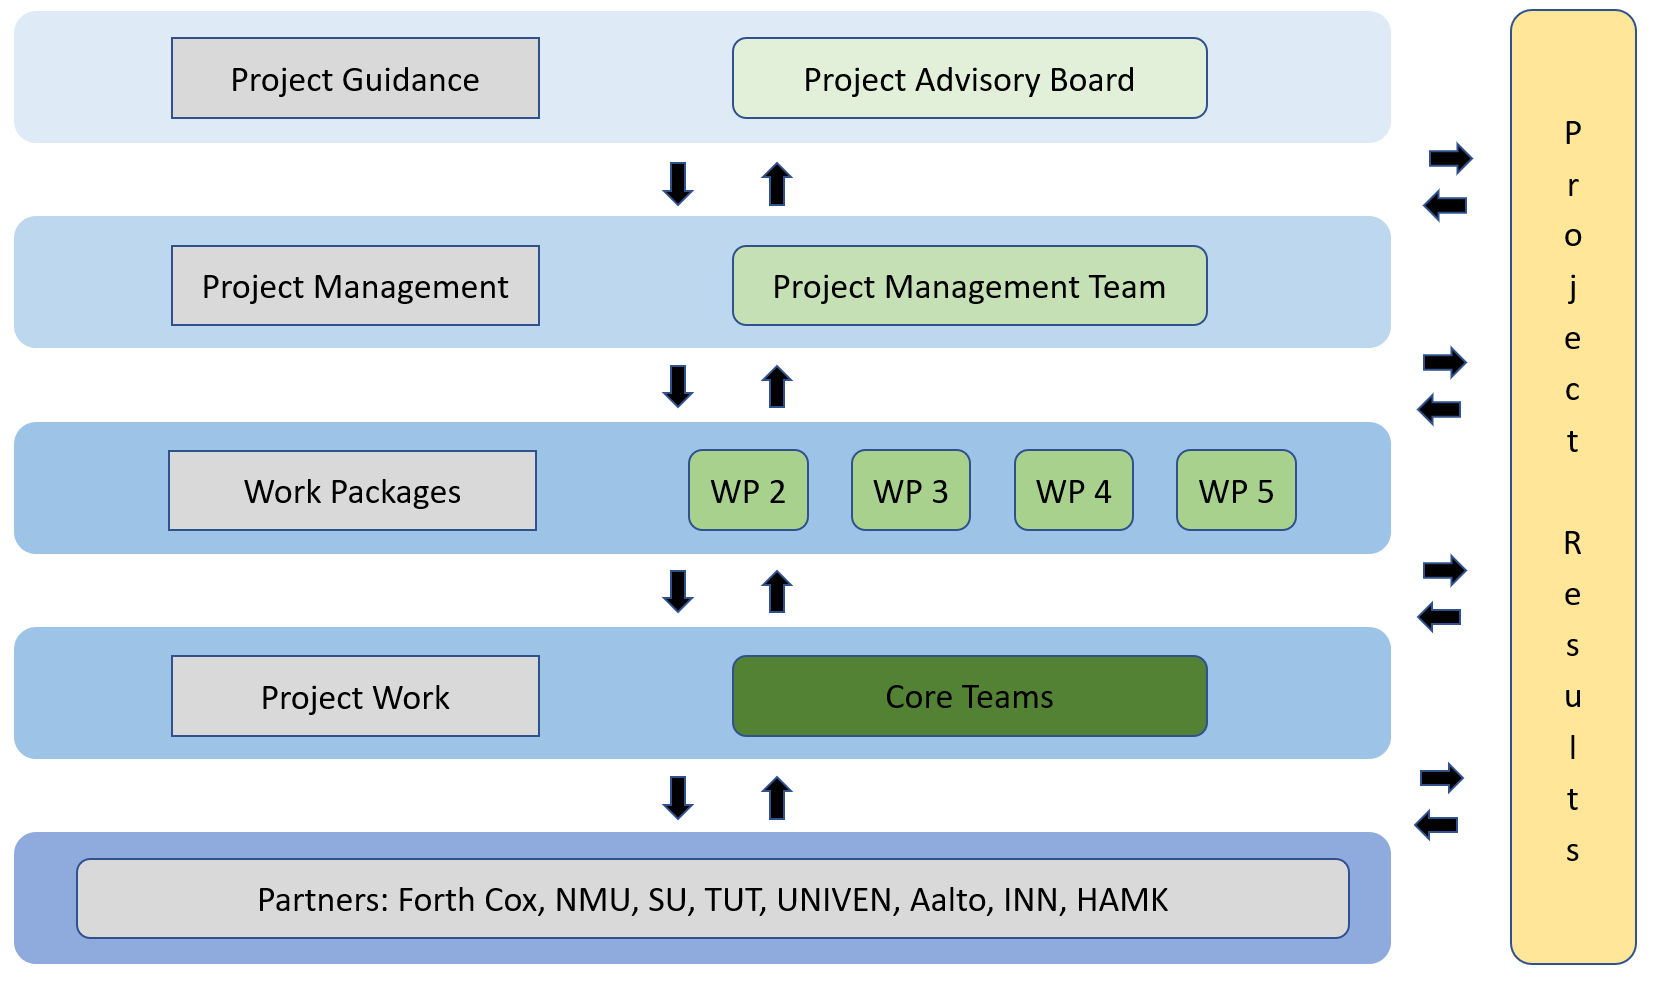 Project Guidance
Project Advisory Board
Project Management
Project Management Team
Work Packages
WP 2
WP 3
WP 4
WP 5
Project Work
Core Teams
Partners: Forth Cox, NMU, SU, TUT, UNIVEN, Aalto, INN, HAMK
Project Results